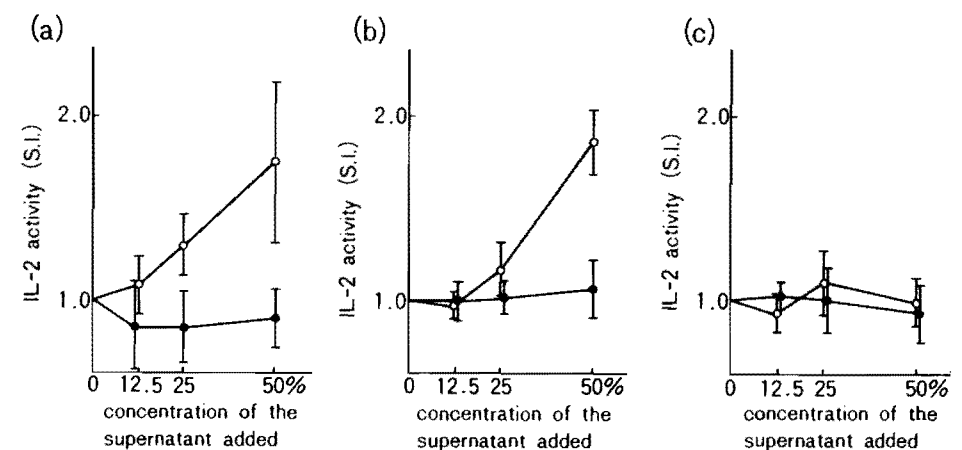 (a)
IL-2 activity (S.I.)
2.0
1.0
0 12.5 25 50%
concentration of the
supernatant added
(b)
IL-2 activity (S.I.)
2.0
1.0
0 12.5 25 50%
concentration of the
supernatant added
(c)
IL-2 activity (S.I.)
2.0
1.0
0 12.5 25 50%
concentration of the
supernatant added